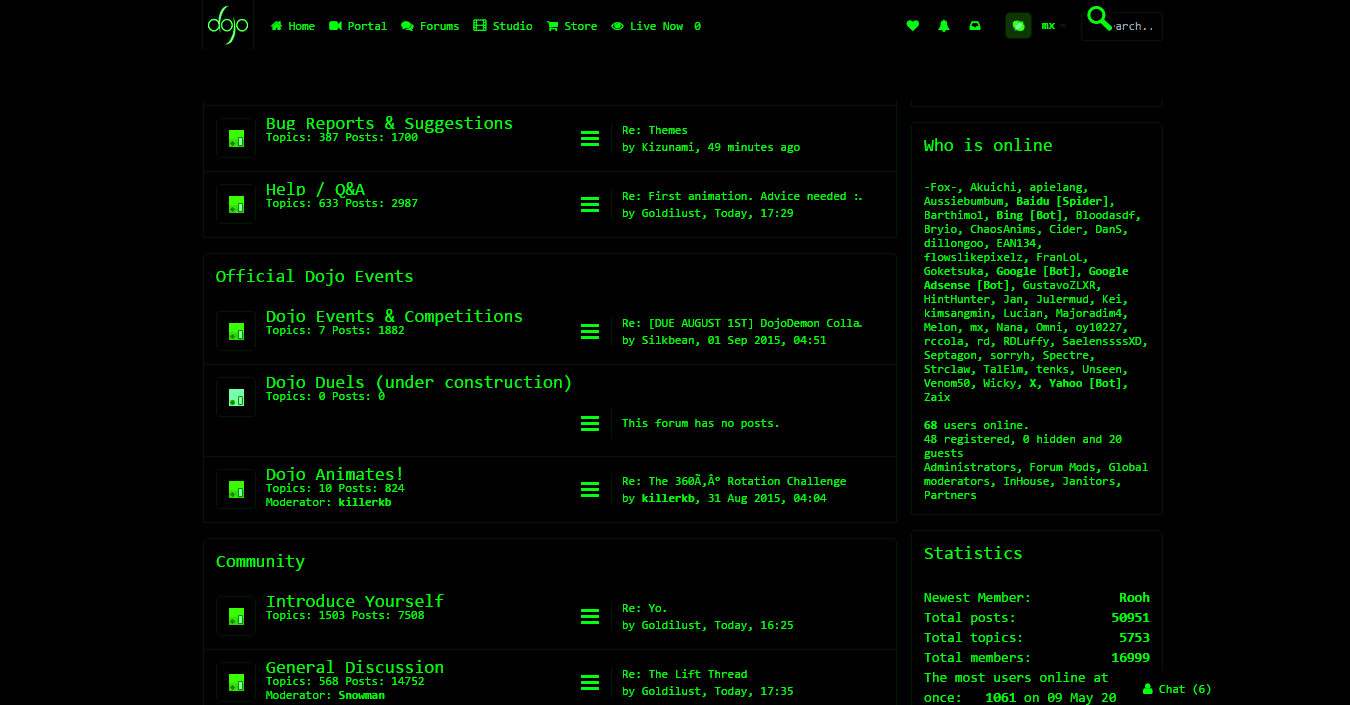 dojo
Home Portal Forums Studio Store Live Now 0
mx
arch..
Bug Reports & Suggestions
Topics: 387 Posts: 1700
Re: Themes
by Kizunami, 49 minutes ago
Help / Q&A
Topics: 633 Posts: 2987
Re: First animation. Advice needed :.
by Goldilust, Today, 17:29
Official Dojo Events
Dojo Events & Competitions
Topics: 7 Posts: 1882
Re: [DUE AUGUST 1ST] DojoDemon Colla.
by Silkbean, 01 Sep 2015, 04:51
Dojo Duels (under construction)
Topics: 0 Posts: 0
This forum has no posts.
Dojo Animates!
Topics: 10 Posts: 824
Moderator: killerkb
Re: The 360Ã‚Âº Rotation Challenge
by killerkb, 31 Aug 2015, 04:04
Community
Introduce Yourself
Topics: 1503 Posts: 7508
Re: Yo.
by Goldilust, Today, 16:25
General Discussion
Topics: 568 Posts: 14752
Moderator: Snowman
Re: The Lift Thread
by Goldilust, Today, 17:35
Who is online
-Fox-, Akuichi, apielang,
Aussiebumbum, Baidu [Spider],
Barthimo1, Bing [Bot], Bloodasdf,
Bryio, ChaosAnims, Cider, DanS,
dillongoo, EAN134,
flowslikepixelz, FranLoL,
Goketsuka, Google [Bot], Google
Adsense [Bot], GustavoZLXR,
HintHunter, Jan, Julermud, Kei,
kimsangmin, Lucian, Majoradim4,
Melon, mx, Nana, Omni, oy10227,
rccola, rd, RDLuffy, SaelenssssXD,
Septagon, sorryh, Spectre,
Strclaw, TalElm, tenks, Unseen,
Venom50, Wicky, X, Yahoo [Bot],
Zaix
68 users online.
48 registered, 0 hidden and 20
guests
Administrators, Forum Mods, Global
moderators, InHouse, Janitors,
Partners
Statistics
Newest Member: Rooh
Total posts: 50951
Total topics: 5753
Total members: 16999
The most users online at
once: 1061 on 09 May 20
Chat (6)